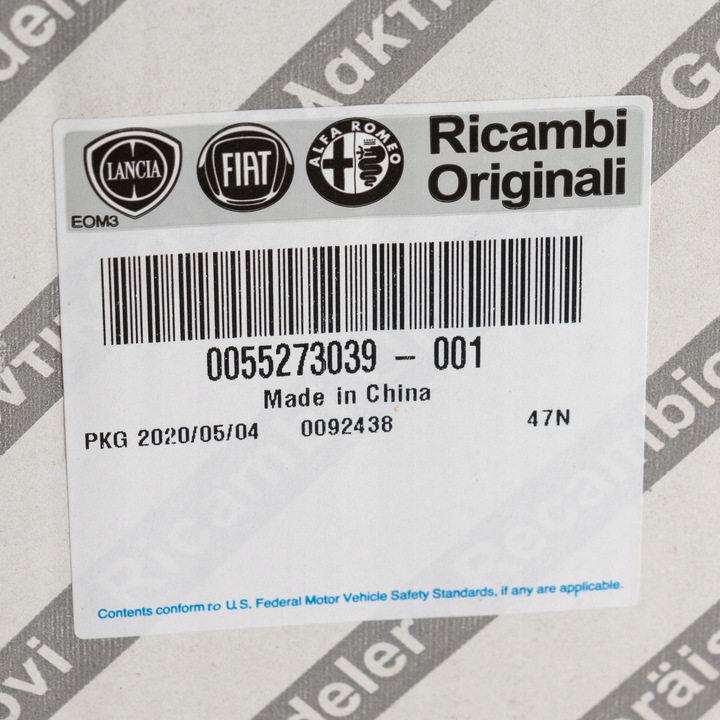 LANCIA
FIAT
ALFA ROMEO
Ricambi
Originali
EOM3
0055273039 - 001
Made in China
PKG 2020/05/04 0092438 47N
Contents conform to U.S. Federal Motor Vehicle Safety Standards, if any are applicable.